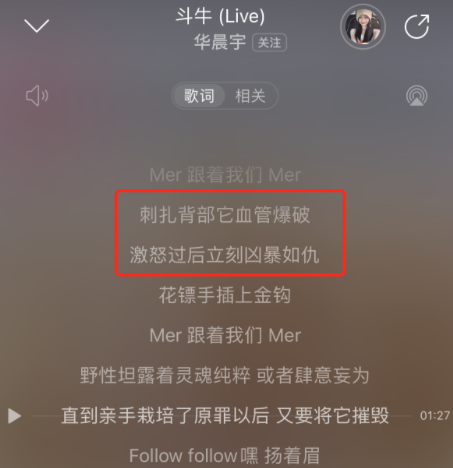 斗牛 (Live)
华晨宇 关注
歌词 相关
Mer 跟着我们 Mer
刺扎背部它血管爆破
激怒过后立刻凶暴如仇
花镖手插上金钩
Mer 跟着我们 Mer
野性坦露着灵魂纯粹 或者肆意妄为
直到亲手栽培了原罪以后 又要将它摧毁 01:27
Follow follow嘿 扬着眉